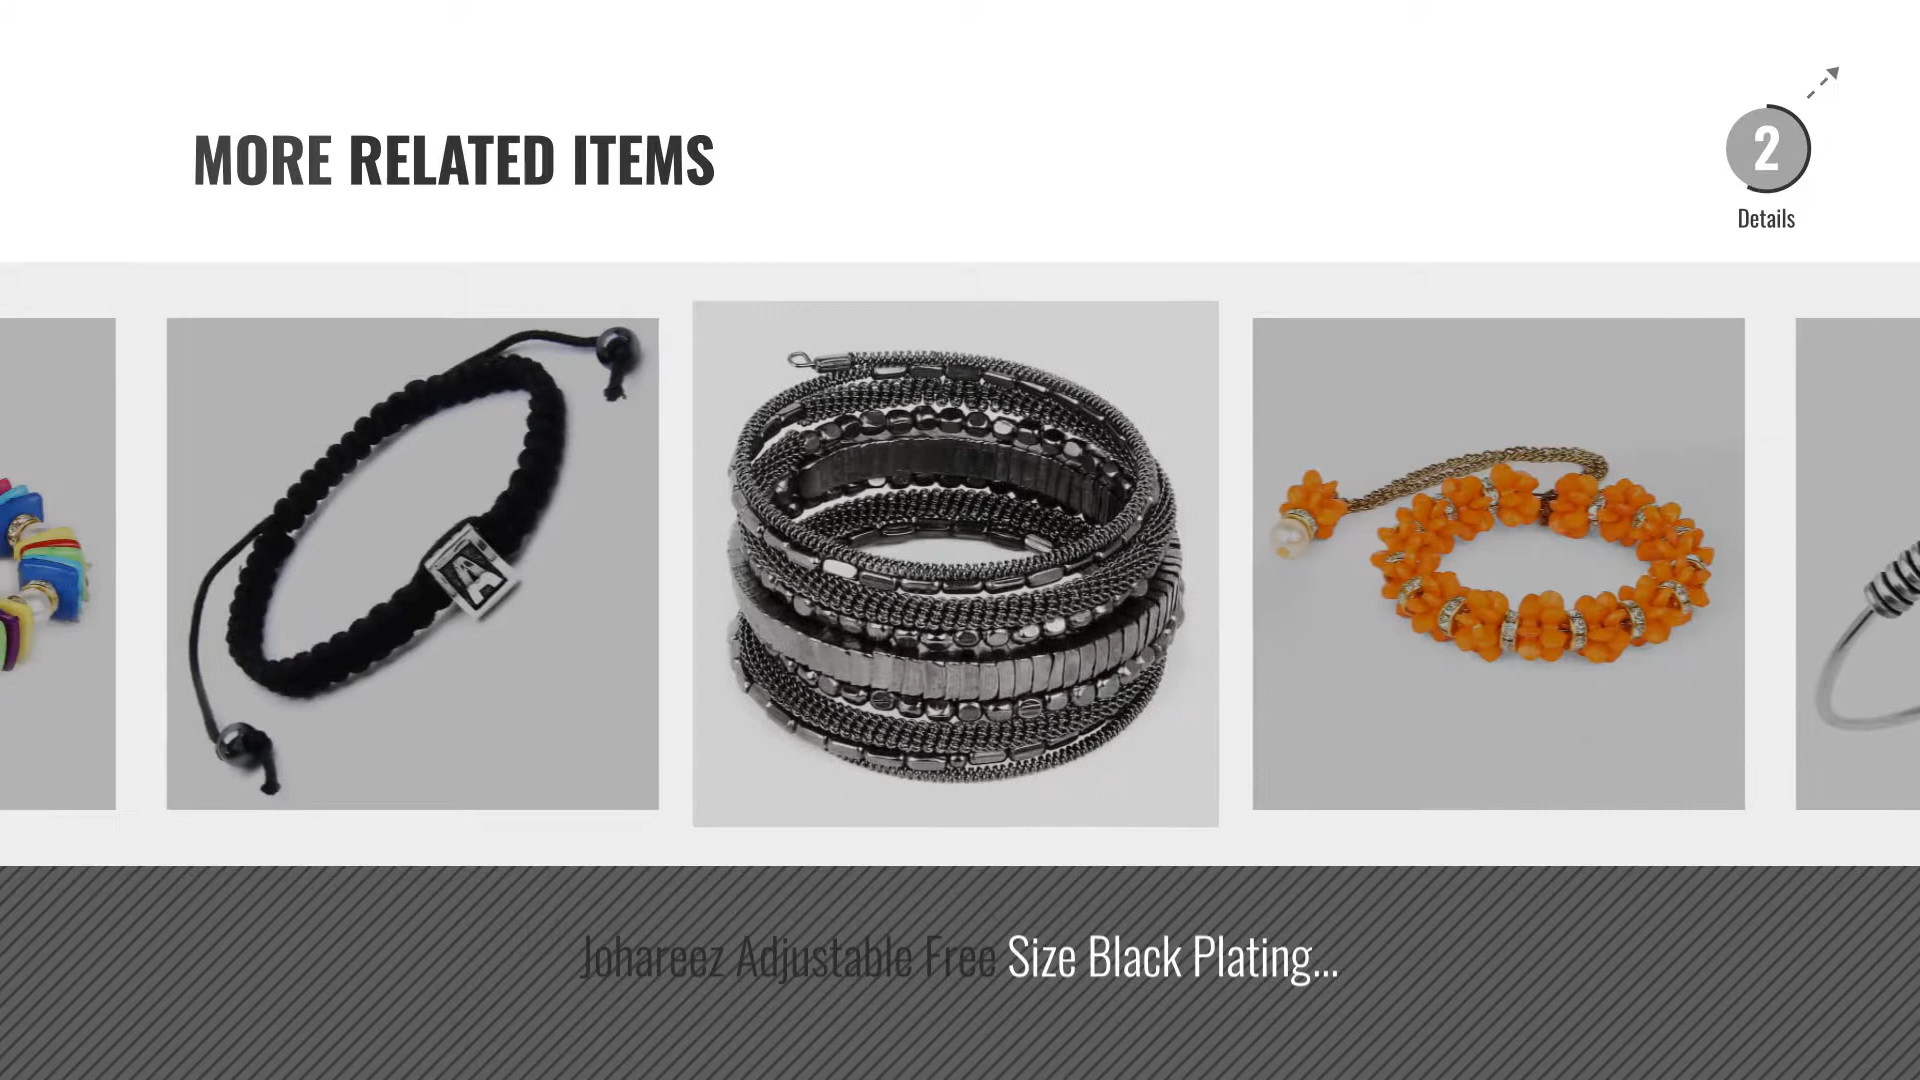 MORE RELATED ITEMS
2
Details
A
Johareez Adjustable Free Size Black Plating...